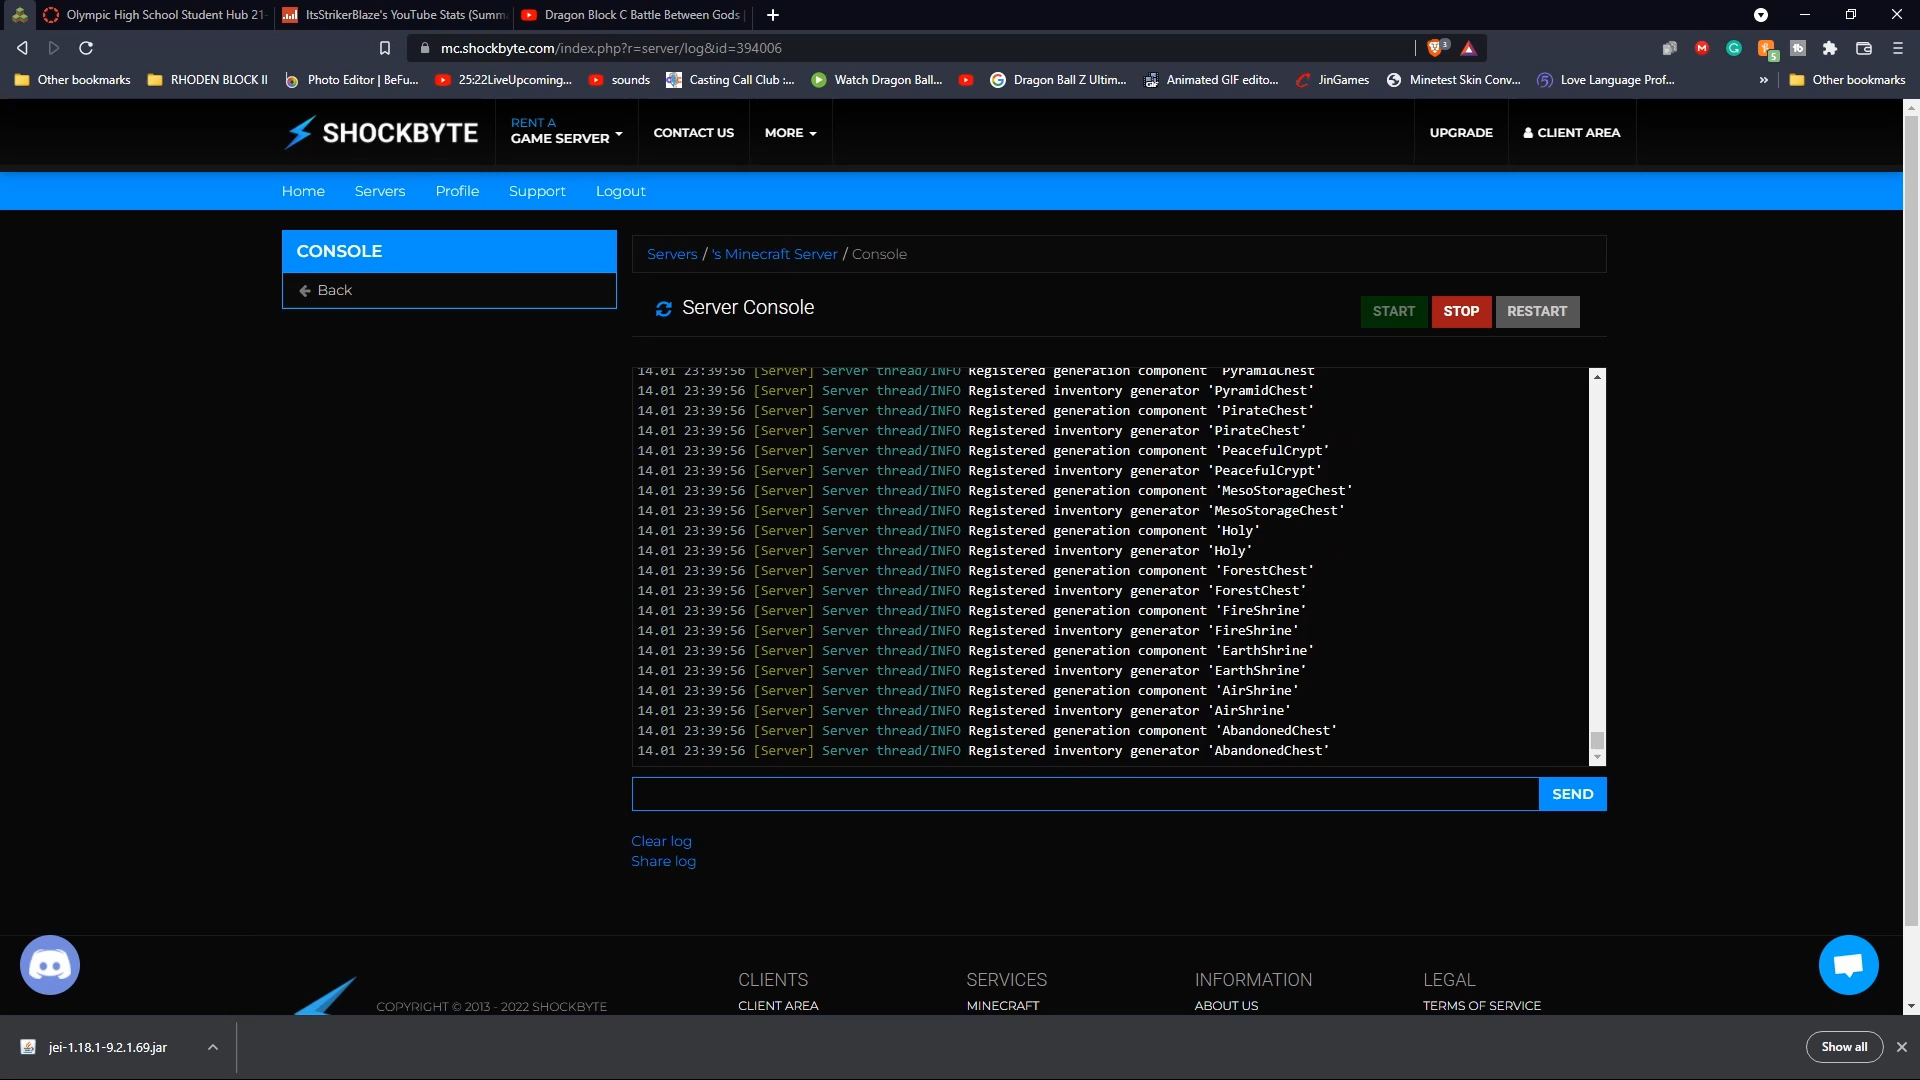 Olympic High School Student Hub 21-
ItsStrikerBlaze's YouTube Stats (Summ
Dragon Block C Battle Between Gods
mc.shockbyte.com/index.php?r=server/log&id=394006
3
5
Other bookmarks
RHODEN BLOCK II
Photo Editor | BeFu...
25:22LiveUpcoming...
sounds
Casting Call Club :...
Watch Dragon Ball...
Dragon Ball Z Ultim...
Animated GIF edito...
JinGames
Minetest Skin Conv...
Love Language Prof...
»
Other bookmarks
SHOCKBYTE
RENT A
GAME SERVER
CONTACT US
MORE
UPGRADE
CLIENT AREA
Home
Servers
Profile
Support
Logout
CONSOLE
Back
Servers / 's Minecraft Server / Console
Server Console
START
STOP
RESTART
14.01 23:39:56 [Server] Server thread/INFO Registered generation component 'PyramidChest'
14.01 23:39:56 [Server] Server thread/INFO Registered inventory generator 'PyramidChest'
14.01 23:39:56 [Server] Server thread/INFO Registered generation component 'PirateChest'
14.01 23:39:56 [Server] Server thread/INFO Registered inventory generator 'PirateChest'
14.01 23:39:56 [Server] Server thread/INFO Registered generation component 'PeacefulCrypt'
14.01 23:39:56 [Server] Server thread/INFO Registered inventory generator 'PeacefulCrypt'
14.01 23:39:56 [Server] Server thread/INFO Registered generation component 'MesoStorageChest'
14.01 23:39:56 [Server] Server thread/INFO Registered inventory generator 'MesoStorageChest'
14.01 23:39:56 [Server] Server thread/INFO Registered generation component 'Holy'
14.01 23:39:56 [Server] Server thread/INFO Registered inventory generator 'Holy'
14.01 23:39:56 [Server] Server thread/INFO Registered generation component 'ForestChest'
14.01 23:39:56 [Server] Server thread/INFO Registered inventory generator 'ForestChest'
14.01 23:39:56 [Server] Server thread/INFO Registered generation component 'FireShrine'
14.01 23:39:56 [Server] Server thread/INFO Registered inventory generator 'FireShrine'
14.01 23:39:56 [Server] Server thread/INFO Registered generation component 'EarthShrine'
14.01 23:39:56 [Server] Server thread/INFO Registered inventory generator 'EarthShrine'
14.01 23:39:56 [Server] Server thread/INFO Registered generation component 'AirShrine'
14.01 23:39:56 [Server] Server thread/INFO Registered inventory generator 'AirShrine'
14.01 23:39:56 [Server] Server thread/INFO Registered generation component 'AbandonedChest'
14.01 23:39:56 [Server] Server thread/INFO Registered inventory generator 'AbandonedChest'
SEND
Clear log
Share log
COPYRIGHT © 2013 - 2022 SHOCKBYTE
CLIENTS
CLIENT AREA
SERVICES
MINECRAFT
INFORMATION
ABOUT US
LEGAL
TERMS OF SERVICE
jei-1.18.1-9.2.1.69.jar
Show all